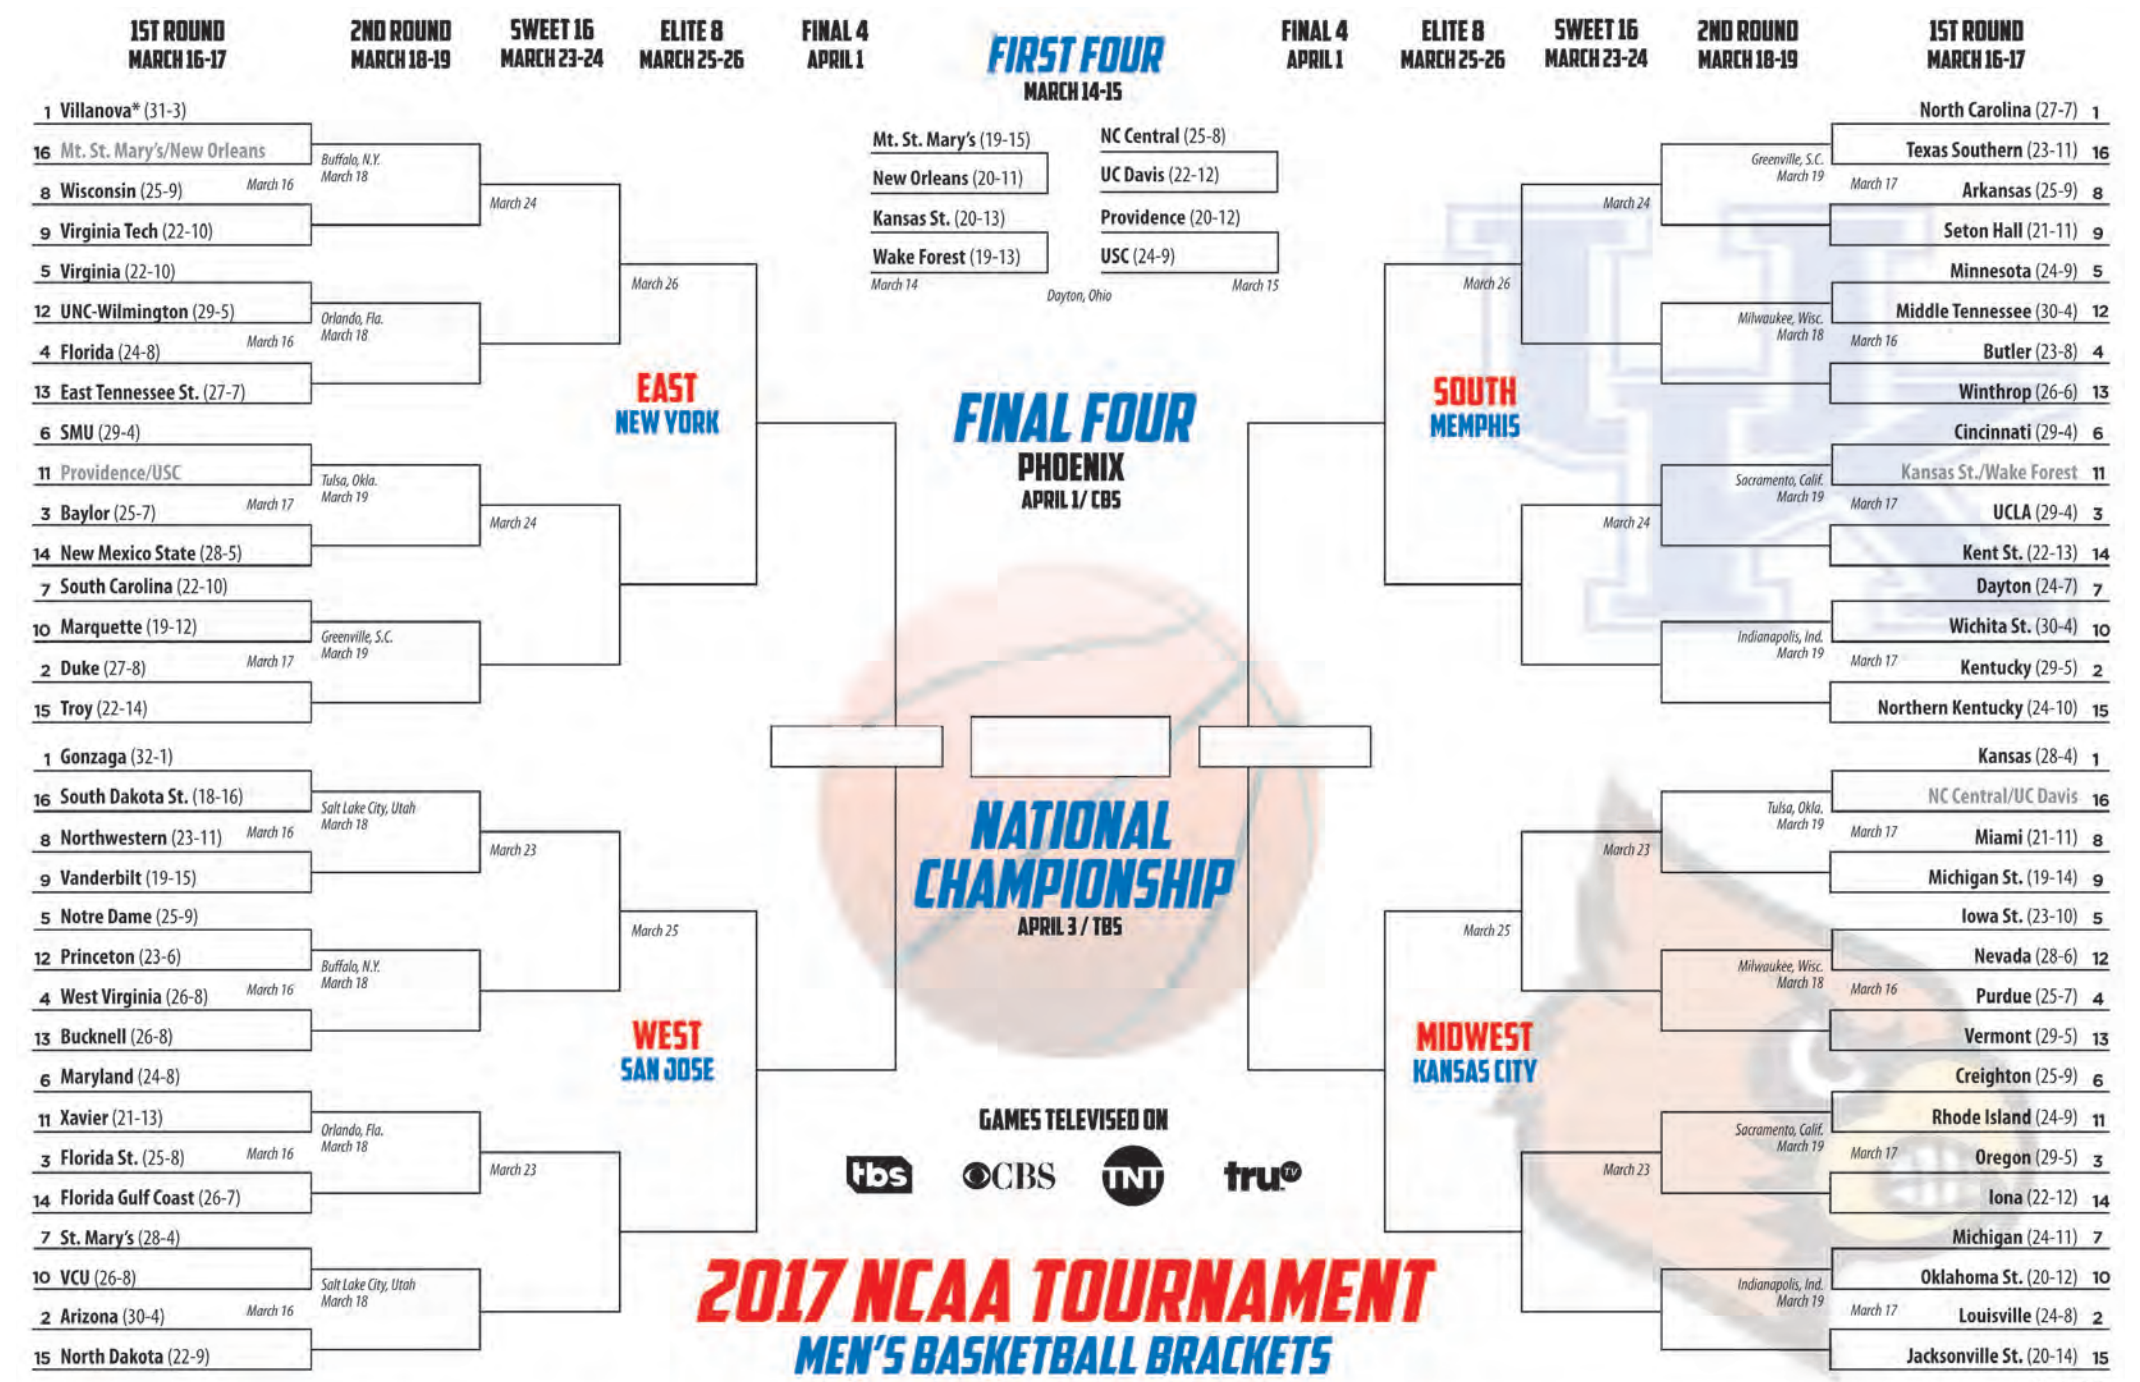 1ST ROUND
MARCH 16-17
2ND ROUND
MARCH 18-19
SWEET 16
MARCH 23-24
ELITE 8
MARCH 25-26
FINAL 4
APRIL 1
FIRST FOUR
MARCH 14-15
FINAL 4
APRIL 1
ELITE 8
MARCH 25-26
SWEET 16
MARCH 23-24
2ND ROUND
MARCH 18-19
1ST ROUND
MARCH 16-17
1 Villanova* (31-3)
16 Mt. St. Mary's/New Orleans
March 16
8 Wisconsin (25-9)
9 Virginia Tech (22-10)
5 Virginia (22-10)
12 UNC-Wilmington (29-5)
March 16
4 Florida (24-8)
13 East Tennessee St. (27-7)
6 SMU (29-4)
11 Providence/USC
March 17
3 Baylor (25-7)
14 New Mexico State (28-5)
7 South Carolina (22-10)
10 Marquette (19-12)
March 17
2 Duke (27-8)
15 Troy (22-14)
Buffalo, N.Y.
March 18
Orlando, Fla.
March 18
Tulsa, Okla.
March 19
Greenville, S.C.
March 19
March 24
March 24
March 26
EAST
NEW YORK
1 Gonzaga (32-1)
16 South Dakota St. (18-16)
March 16
8 Northwestern (23-11)
9 Vanderbilt (19-15)
5 Notre Dame (25-9)
12 Princeton (23-6)
March 16
4 West Virginia (26-8)
13 Bucknell (26-8)
6 Maryland (24-8)
11 Xavier (21-13)
March 16
3 Florida St. (25-8)
14 Florida Gulf Coast (26-7)
7 St. Mary's (28-4)
10 VCU (26-8)
March 16
2 Arizona (30-4)
15 North Dakota (22-9)
Salt Lake City, Utah
March 18
Buffalo, N.Y.
March 18
Orlando, Fla.
March 18
Salt Lake City, Utah
March 18
March 23
March 23
March 25
WEST
SAN JOSE
Mt. St. Mary's (19-15)
New Orleans (20-11)
Kansas St. (20-13)
Wake Forest (19-13)
March 14
NC Central (25-8)
UC Davis (22-12)
Providence (20-12)
USC (24-9)
March 15
Dayton, Ohio
FINAL FOUR
PHOENIX
APRIL 1/ CBS
NATIONAL
CHAMPIONSHIP
APRIL 3 / TBS
GAMES TELEVISED ON
tbs
CBS
TNT
truTV
2017 NCAA TOURNAMENT
MEN'S BASKETBALL BRACKETS
North Carolina (27-7) 1
Texas Southern (23-11) 16
March 17
Arkansas (25-9) 8
Seton Hall (21-11) 9
Minnesota (24-9) 5
Middle Tennessee (30-4) 12
March 16
Butler (23-8) 4
Winthrop (26-6) 13
Cincinnati (29-4) 6
Kansas St./Wake Forest 11
March 17
UCLA (29-4) 3
Kent St. (22-13) 14
Dayton (24-7) 7
Wichita St. (30-4) 10
March 17
Kentucky (29-5) 2
Northern Kentucky (24-10) 15
Greenville, S.C.
March 19
Milwaukee, Wisc.
March 18
Sacramento, Calif.
March 19
Indianapolis, Ind.
March 19
March 24
March 24
March 26
SOUTH
MEMPHIS
UK
Kansas (28-4) 1
NC Central/UC Davis 16
March 17
Miami (21-11) 8
Michigan St. (19-14) 9
Iowa St. (23-10) 5
Nevada (28-6) 12
March 16
Purdue (25-7) 4
Vermont (29-5) 13
Creighton (25-9) 6
Rhode Island (24-9) 11
March 17
Oregon (29-5) 3
Iona (22-12) 14
Michigan (24-11) 7
Oklahoma St. (20-12) 10
March 17
Louisville (24-8) 2
Jacksonville St. (20-14) 15
Tulsa, Okla.
March 19
Milwaukee, Wisc.
March 18
Sacramento, Calif.
March 19
Indianapolis, Ind.
March 19
March 23
March 23
March 25
MIDWEST
KANSAS CITY